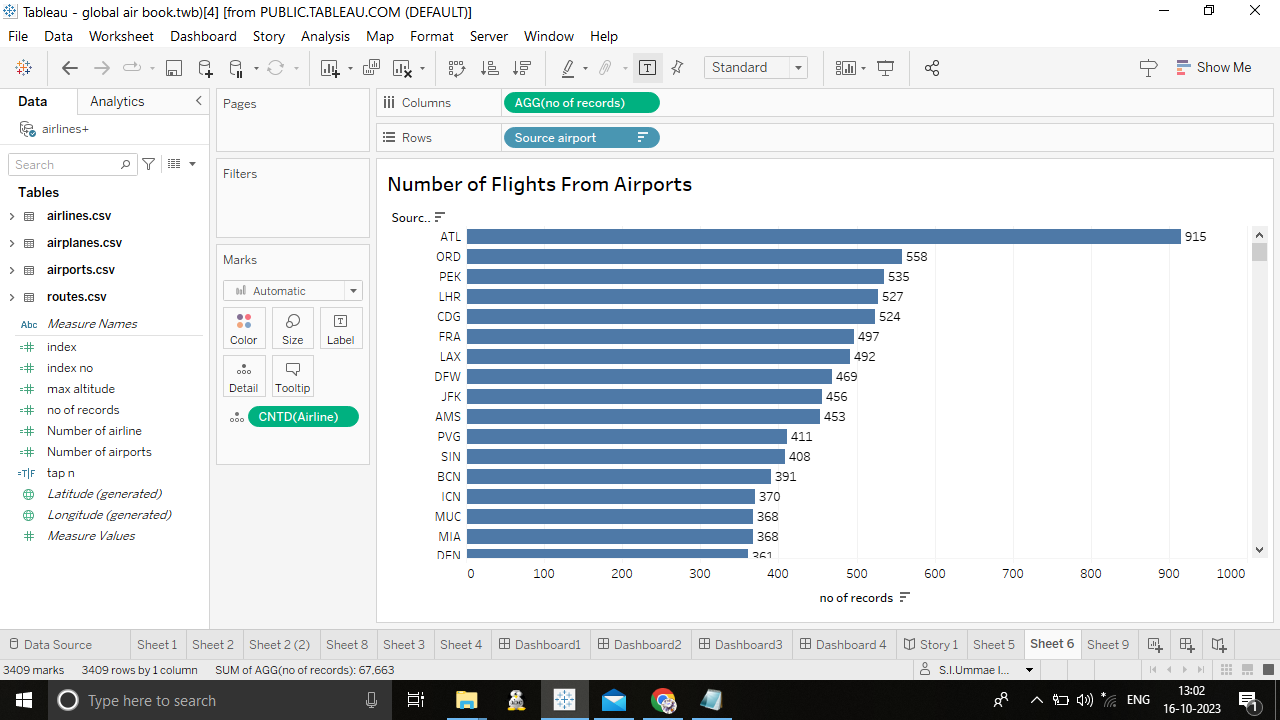 Tableau - global air book.twb)[4] [from PUBLIC.TABLEAU.COM (DEFAULT)]
File Data Worksheet Dashboard Story Analysis Map Format Server Window Help
Standard
Show Me
Data Analytics
airlines+
Search
Tables
airlines.csv
airplanes.csv
airports.csv
routes.csv
Abc Measure Names
index
index no
max altitude
no of records
Number of airline
Number of airports
T|F tap n
Latitude (generated)
Longitude (generated)
Measure Values
Pages
Filters
Marks
Automatic
Color Size Label
Detail Tooltip
CNTD(Airline)
Columns AGG(no of records)
Rows Source airport
Number of Flights From Airports
Sourc..
ATL 915
ORD 558
PEK 535
LHR 527
CDG 524
FRA 497
LAX 492
DFW 469
JFK 456
AMS 453
PVG 411
SIN 408
BCN 391
ICN 370
MUC 368
MIA 368
DEN 361
0 100 200 300 400 500 600 700 800 900 1000
no of records
Data Source Sheet 1 Sheet 2 Sheet 2 (2) Sheet 8 Sheet 3 Sheet 4 Dashboard1 Dashboard2 Dashboard3 Dashboard 4 Story 1 Sheet 5 Sheet 6 Sheet 9
3409 marks 3409 rows by 1 column SUM of AGG(no of records): 67,663 S.I.Ummae I...
Type here to search
ENG
13:02
16-10-2023
1